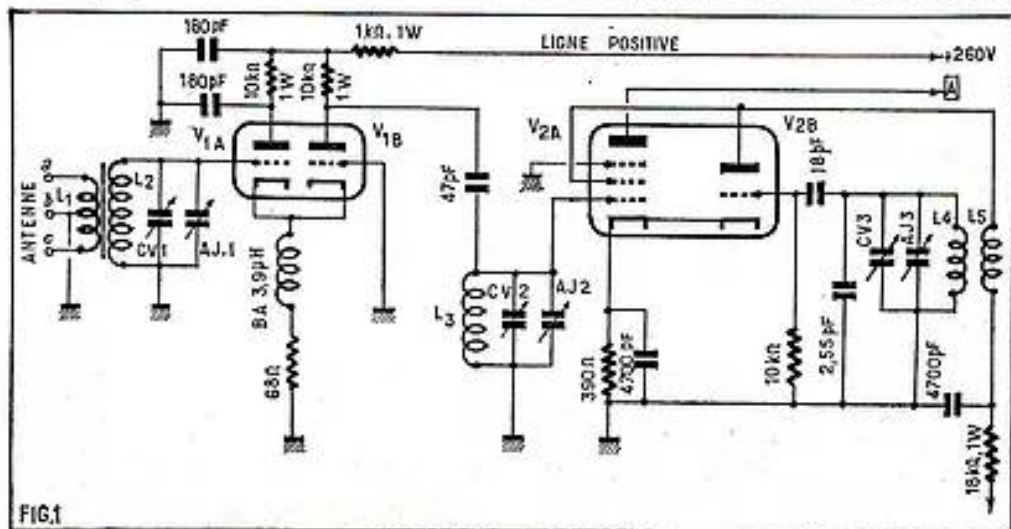 180pF
1kΩ.1W
LIGNE POSITIVE
+260V
180pF
10kΩ
1W
10kΩ
1W
A
V1A
V1B
V2A
V2B
18pF
ANTENNE
a
b
c
L1
L2
CV1
AJ.1
47pF
BA 3,9µH
68Ω
L3
CV2
AJ2
390Ω
4700pF
10kΩ
2,55pF
CV3
AJ3
L4
L5
4700pF
18kΩ,1W
FIG.1